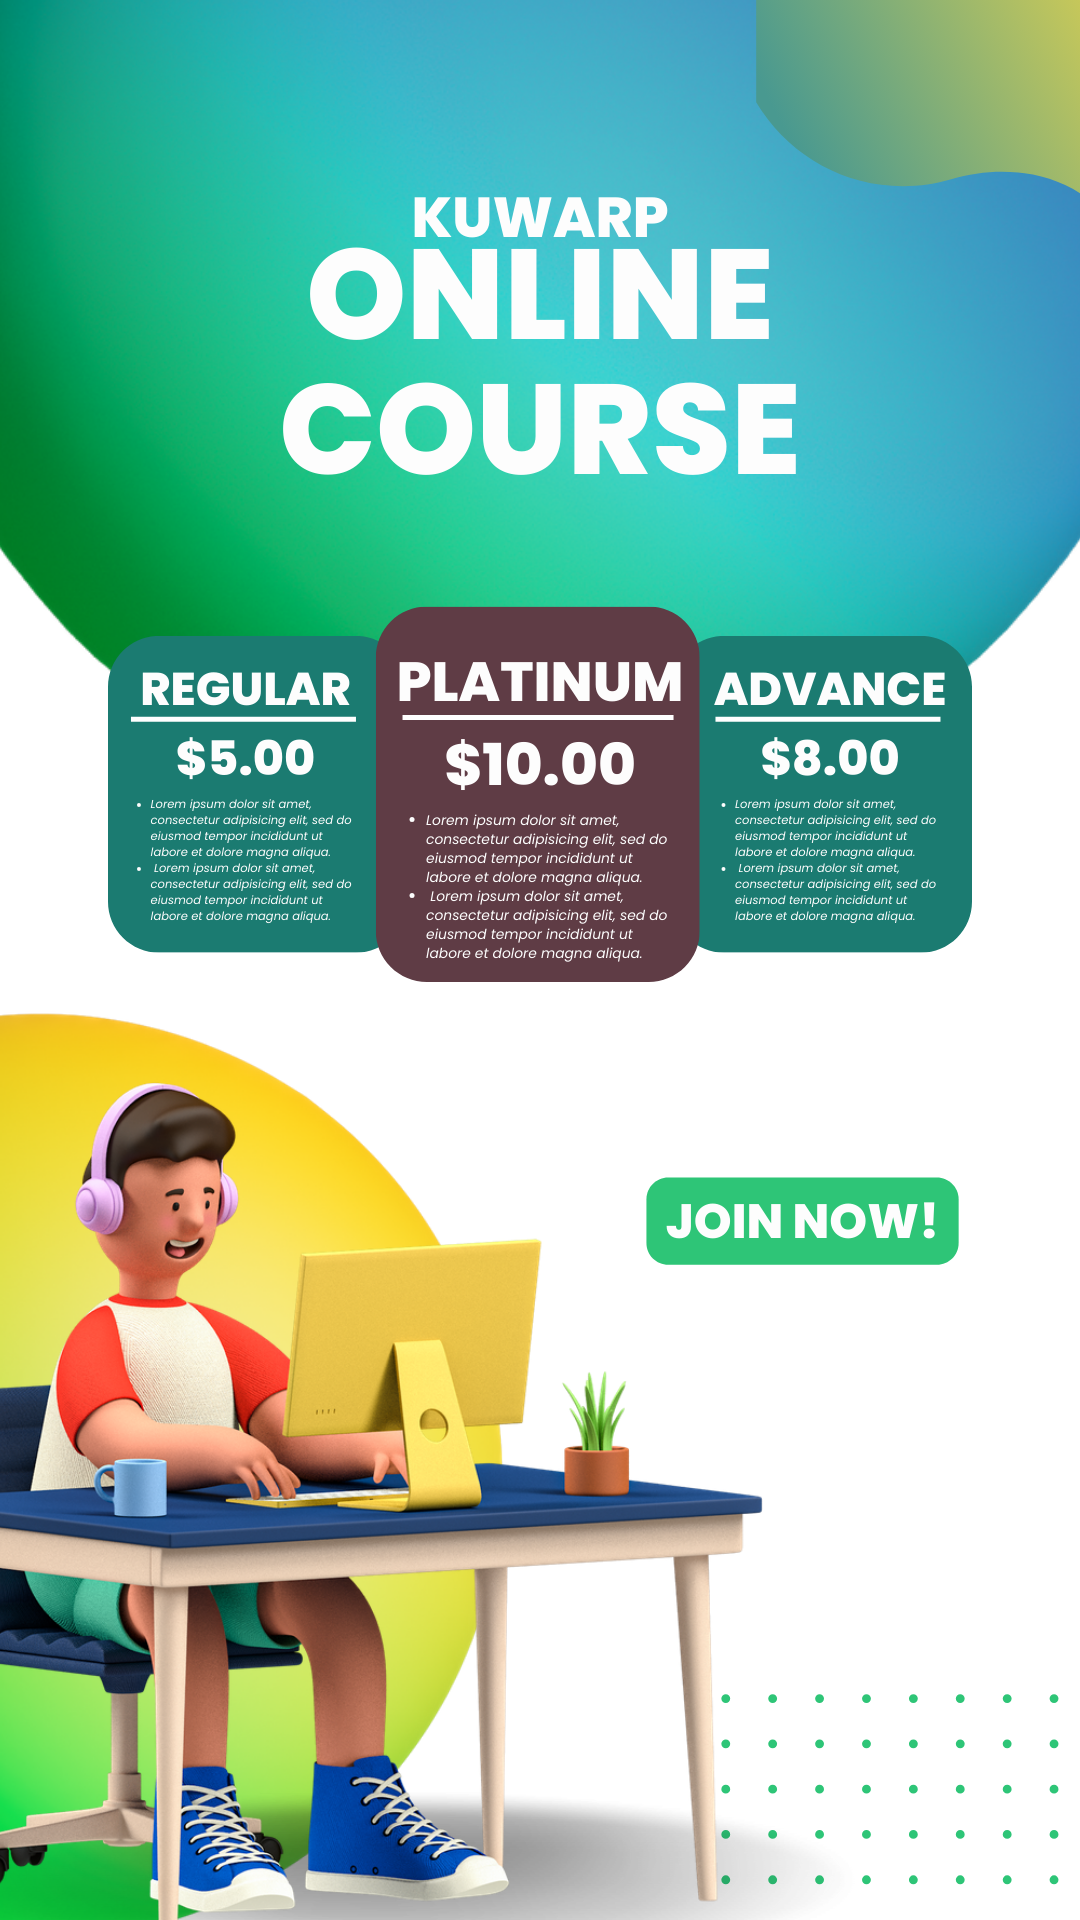 KUWARP
ONLINE
COURSE
REGULAR
$5.00
• Lorem ipsum dolor sit amet,
consectetur adipisicing elit, sed do
eiusmod tempor incididunt ut
labore et dolore magna aliqua.
• Lorem ipsum dolor sit amet,
consectetur adipisicing elit, sed do
eiusmod tempor incididunt ut
labore et dolore magna aliqua.
PLATINUM
$10.00
• Lorem ipsum dolor sit amet,
consectetur adipisicing elit, sed do
eiusmod tempor incididunt ut
labore et dolore magna aliqua.
• Lorem ipsum dolor sit amet,
consectetur adipisicing elit, sed do
eiusmod tempor incididunt ut
labore et dolore magna aliqua.
ADVANCE
$8.00
• Lorem ipsum dolor sit amet,
consectetur adipisicing elit, sed do
eiusmod tempor incididunt ut
labore et dolore magna aliqua.
• Lorem ipsum dolor sit amet,
consectetur adipisicing elit, sed do
eiusmod tempor incididunt ut
labore et dolore magna aliqua.
JOIN NOW!